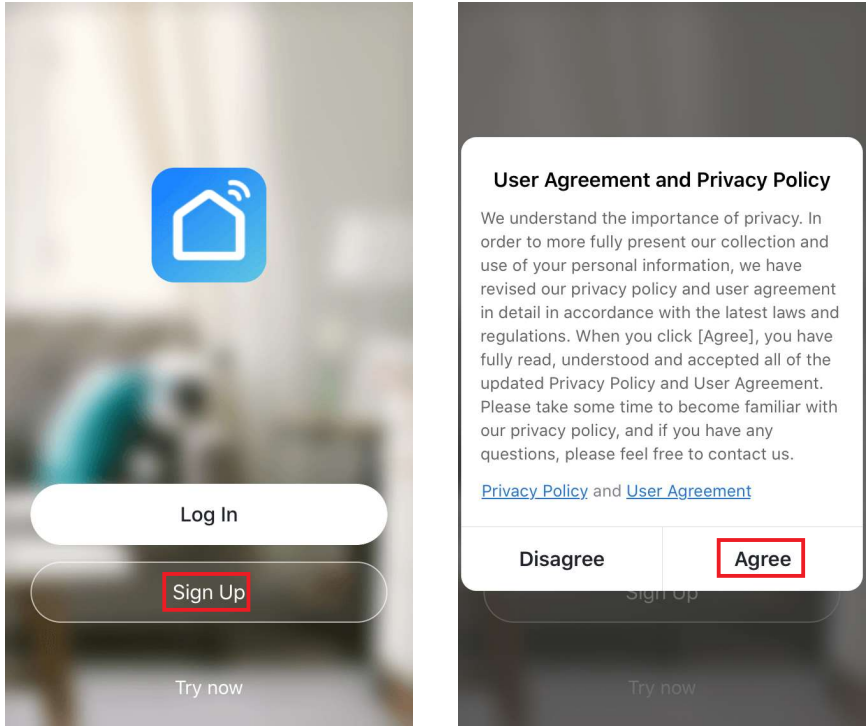 Log In
Sign Up
Try now
User Agreement and Privacy Policy
We understand the importance of privacy. In
order to more fully present our collection and
use of your personal information, we have
revised our privacy policy and user agreement
in detail in accordance with the latest laws and
regulations. When you click [Agree], you have
fully read, understood and accepted all of the
updated Privacy Policy and User Agreement.
Please take some time to become familiar with
our privacy policy, and if you have any
questions, please feel free to contact us.
Privacy Policy and User Agreement
Disagree Agree
Sign Up
Try now